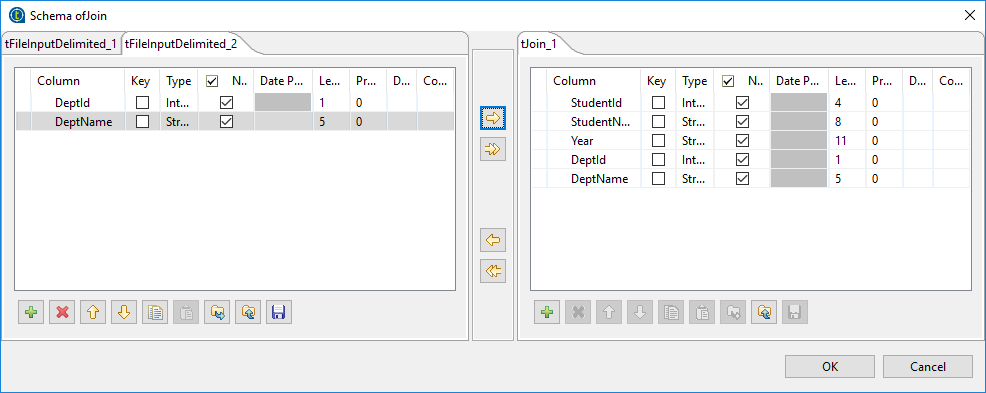 Schema ofJoin
tFileInputDelimited_1 tFileInputDelimited_2
Column Key Type N.. Date P... Le... Pr... D... Co...
DeptId Int... 1 0
DeptName Str... 5 0
tJoin_1
Column Key Type N.. Date P... Le... Pr... D... Co...
StudentId Int... 4 0
StudentN... Str... 8 0
Year Str... 11 0
DeptId Int... 1 0
DeptName Str... 5 0
OK Cancel